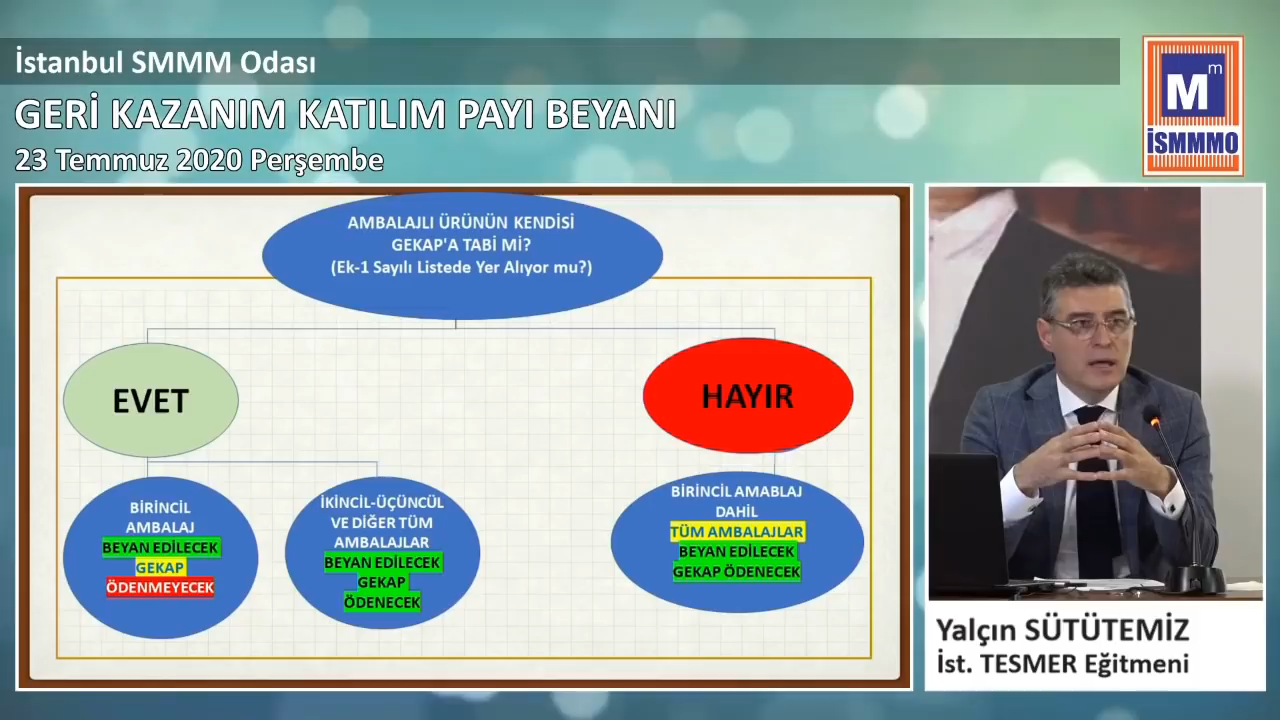 İstanbul SMMM Odası
GERİ KAZANIM KATILIM PAYI BEYANI
23 Temmuz 2020 Perşembe
Mm
İSMMMO
AMBALAJLI ÜRÜNÜN KENDİSİ
GEKAP'A TABİ Mİ?
(Ek-1 Sayılı Listede Yer Alıyor mu?)
EVET
HAYIR
BİRİNCİL
AMBALAJ
BEYAN EDİLECEK
GEKAP
ÖDENMEYECEK
İKİNCİL-ÜÇÜNCÜL
VE DİĞER TÜM
AMBALAJLAR
BEYAN EDİLECEK
GEKAP
ÖDENECEK
BİRİNCİL AMABLAJ
DAHİL
TÜM AMBALAJLAR
BEYAN EDİLECEK
GEKAP ÖDENECEK
Yalçın SÜTÜTEMİZ
İst. TESMER Eğitmeni